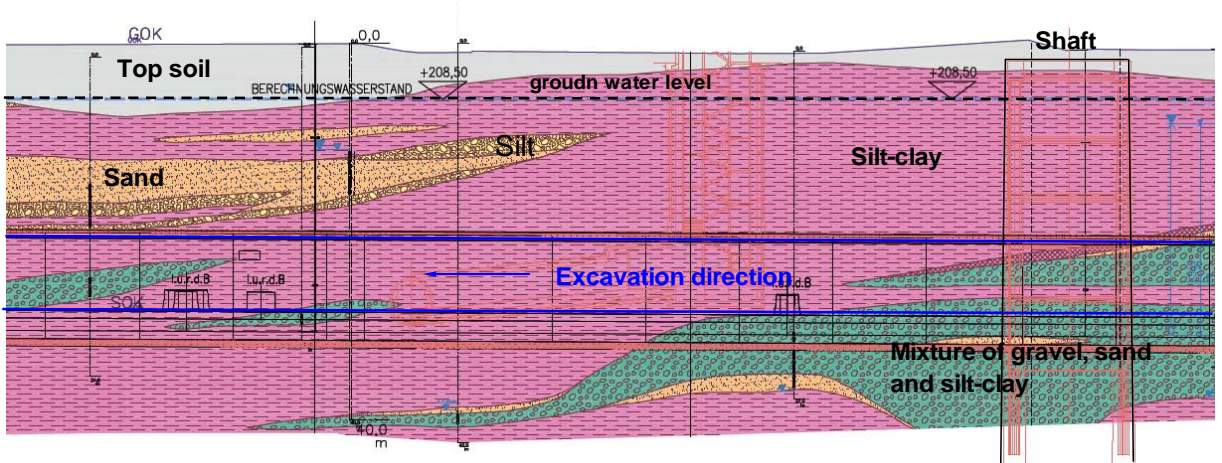 GOK
0,0
Shaft
Top soil
+208,50
groudn water level
+208,50
BERECHNUNGSWASSERSTAND
Silt
Silt-clay
Sand
Excavation direction
l.u.r.d.B
l.u.r.d.B
SOK
Mixture of gravel, sand
and silt-clay
40,0
m